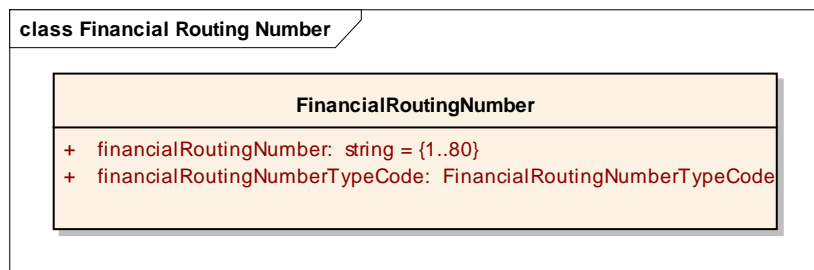 class Financial Routing Number
FinancialRoutingNumber
+ financialRoutingNumber: string = {1..80}
+ financialRoutingNumberTypeCode: FinancialRoutingNumberTypeCode